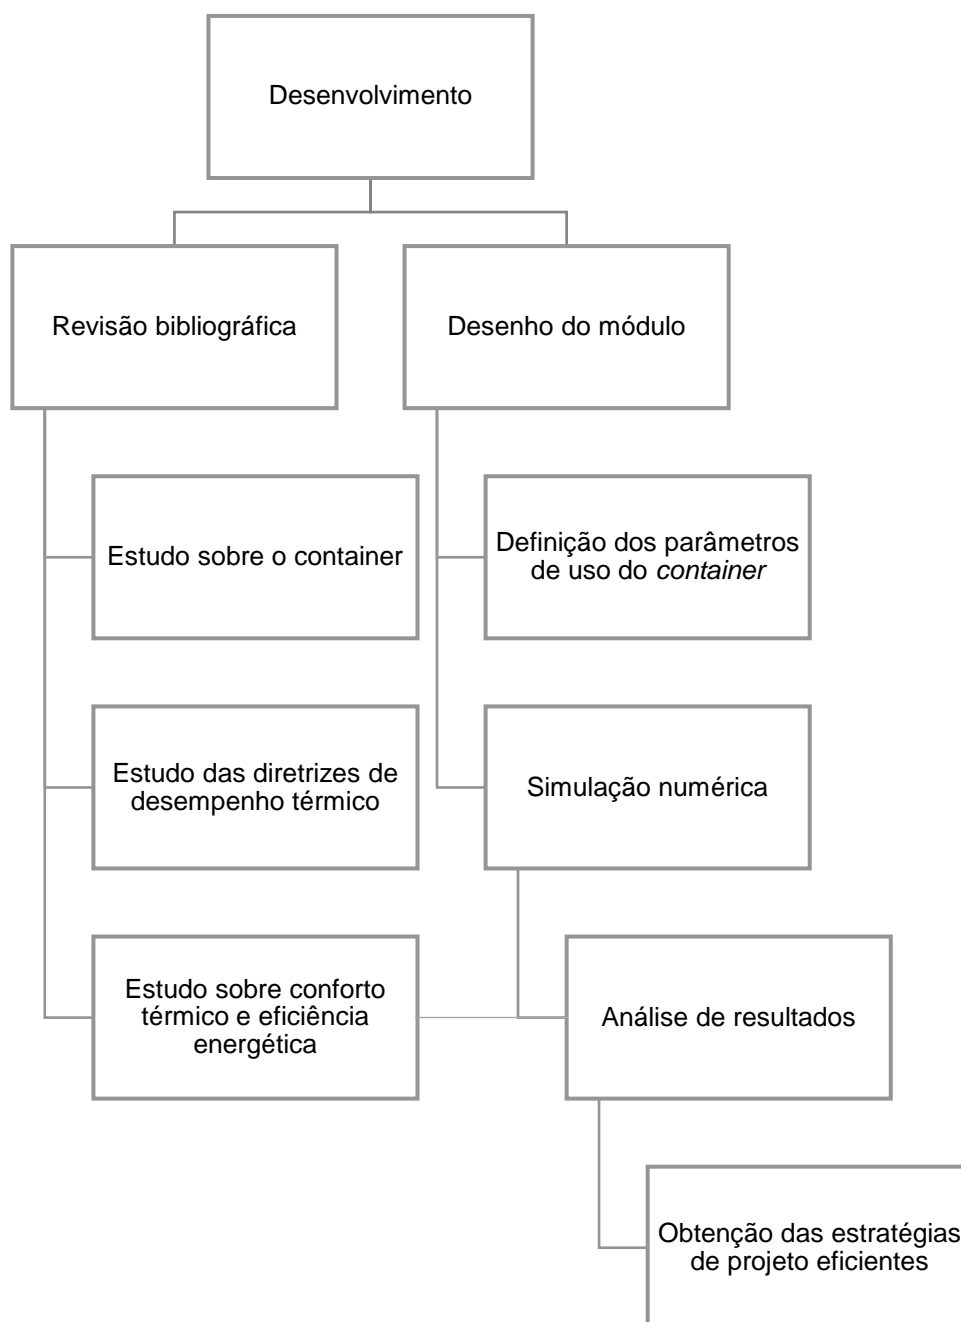 Desenvolvimento
Revisão bibliográfica
Desenho do módulo
Estudo sobre o container
Definição dos parâmetros
de uso do container
Estudo das diretrizes de
desempenho térmico
Simulação numérica
Estudo sobre conforto
térmico e eficiência
energética
Análise de resultados
Obtenção das estratégias
de projeto eficientes